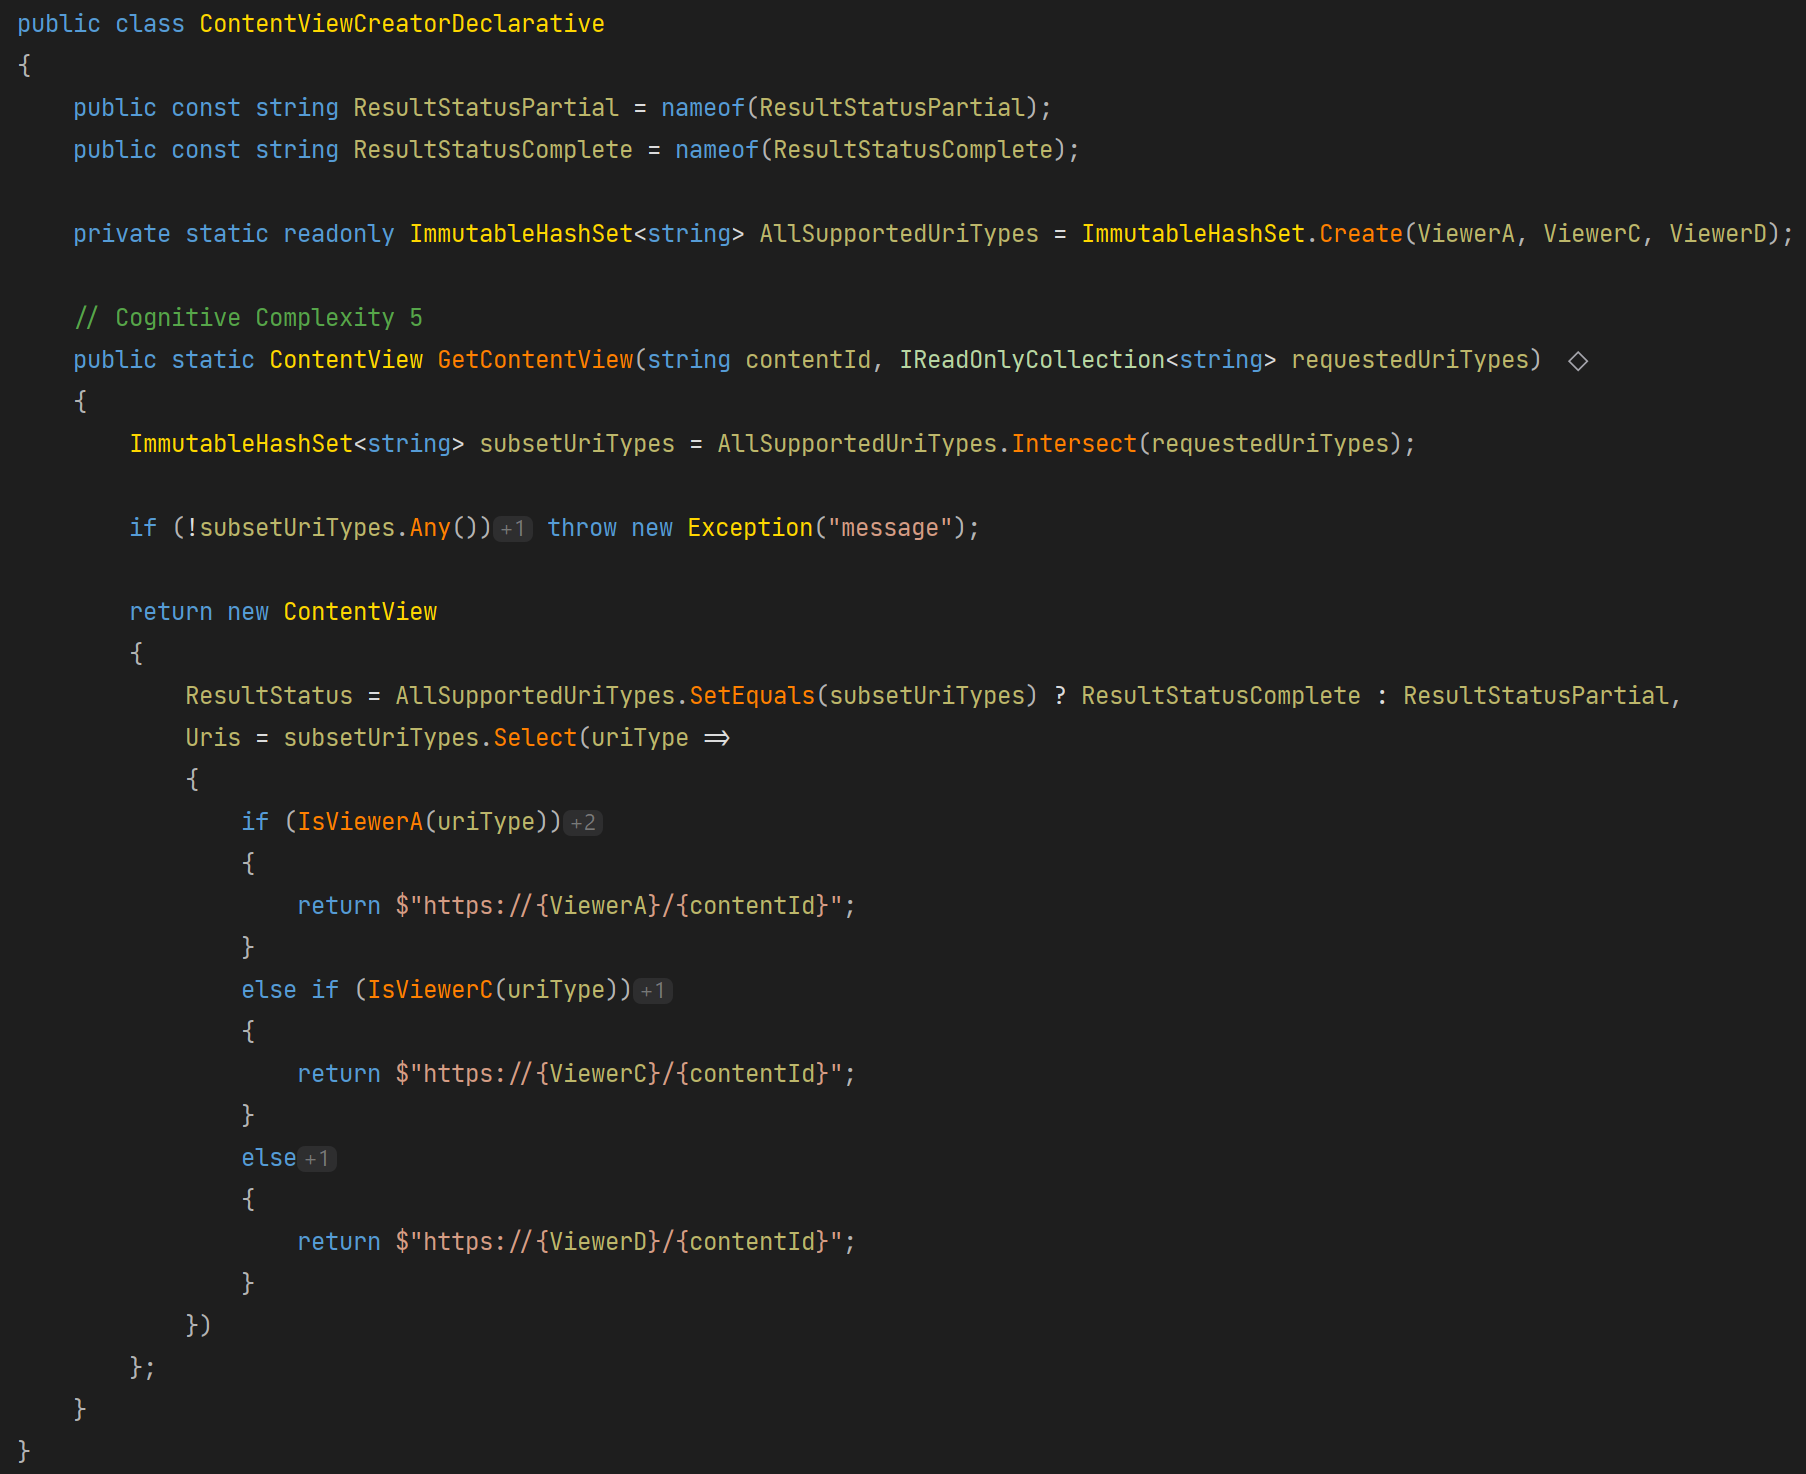 public class ContentViewCreatorDeclarative
{
    public const string ResultStatusPartial = nameof(ResultStatusPartial);
    public const string ResultStatusComplete = nameof(ResultStatusComplete);

    private static readonly ImmutableHashSet<string> AllSupportedUriTypes = ImmutableHashSet.Create(ViewerA, ViewerC, ViewerD);

    // Cognitive Complexity 5
    public static ContentView GetContentView(string contentId, IReadOnlyCollection<string> requestedUriTypes) ◇
    {
        ImmutableHashSet<string> subsetUriTypes = AllSupportedUriTypes.Intersect(requestedUriTypes);

        if (!subsetUriTypes.Any()) +1 throw new Exception("message");

        return new ContentView
        {
            ResultStatus = AllSupportedUriTypes.SetEquals(subsetUriTypes) ? ResultStatusComplete : ResultStatusPartial,
            Uris = subsetUriTypes.Select(uriType =>
            {
                if (IsViewerA(uriType)) +2
                {
                    return $"https://{ViewerA}/{contentId}";
                }
                else if (IsViewerC(uriType)) +1
                {
                    return $"https://{ViewerC}/{contentId}";
                }
                else +1
                {
                    return $"https://{ViewerD}/{contentId}";
                }
            })
        };
    }
}